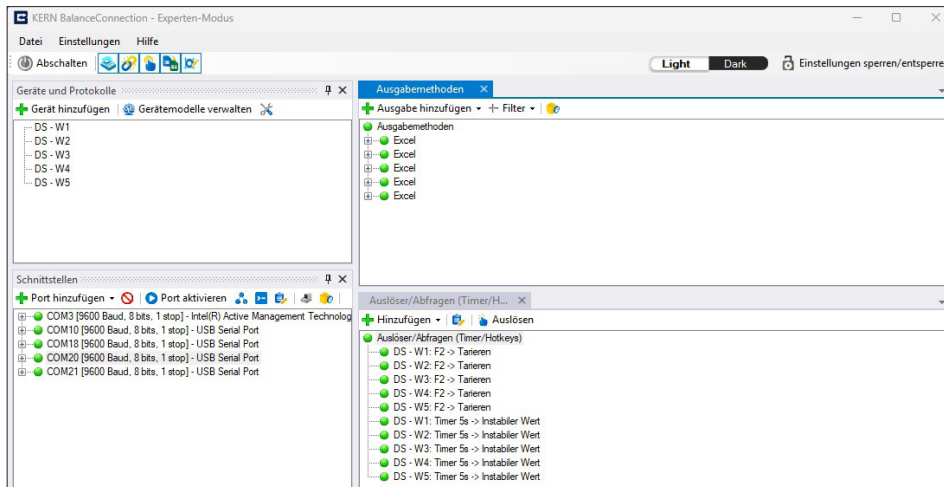 KERN BalanceConnection - Experten-Modus
Datei Einstellungen Hilfe
Abschalten
Light Dark Einstellungen sperren/entsperre
Geräte und Protokolle
Gerät hinzufügen Gerätemodelle verwalten
DS - W1
DS - W2
DS - W3
DS - W4
DS - W5
Ausgabemethoden
Ausgabe hinzufügen Filter
Ausgabemethoden
Excel
Excel
Excel
Excel
Excel
Schnittstellen
Port hinzufügen Port aktivieren
COM3 [9600 Baud, 8 bits, 1 stop] - Intel(R) Active Management Technolog
COM10 [9600 Baud, 8 bits, 1 stop] - USB Serial Port
COM18 [9600 Baud, 8 bits, 1 stop] - USB Serial Port
COM20 [9600 Baud, 8 bits, 1 stop] - USB Serial Port
COM21 [9600 Baud, 8 bits, 1 stop] - USB Serial Port
Auslöser/Abfragen (Timer/H...
Hinzufügen Auslösen
Auslöser/Abfragen (Timer/Hotkeys)
DS - W1: F2 -> Tarieren
DS - W2: F2 -> Tarieren
DS - W3: F2 -> Tarieren
DS - W4: F2 -> Tarieren
DS - W5: F2 -> Tarieren
DS - W1: Timer 5s -> Instabiler Wert
DS - W2: Timer 5s -> Instabiler Wert
DS - W3: Timer 5s -> Instabiler Wert
DS - W4: Timer 5s -> Instabiler Wert
DS - W5: Timer 5s -> Instabiler Wert